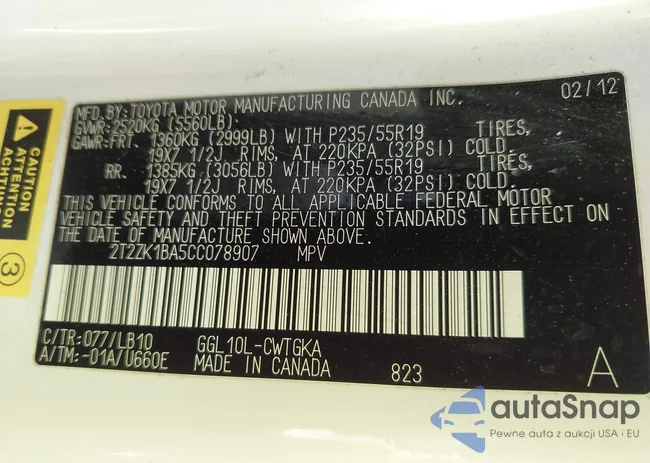 MFD.BY:TOYOTA MOTOR MANUFACTURING CANADA INC. 02/12
GVWR:2520KG (5560LB)
GAWR:FRT. 1360KG (2999LB) WITH P235/55R19 TIRES,
19X7 1/2J RIMS, AT 220KPA (32PSI) COLD.
RR. 1385KG (3056LB) WITH P235/55R19 TIRES,
19X7 1/2J RIMS, AT 220KPA (32PSI) COLD.
THIS VEHICLE CONFORMS TO ALL APPLICABLE FEDERAL MOTOR
VEHICLE SAFETY AND THEFT PREVENTION STANDARDS IN EFFECT ON
THE DATE OF MANUFACTURE SHOWN ABOVE.
2T2ZK1BA5CC078907 MPV
C/TR:077/LB10 GGL10L-CWTGKA
A/TM:-01A/U660E MADE IN CANADA 823 A
CAUTION
ATTENTION
ACHTUNG
3
autaSnap
Pewne auta z aukcji USA i EU